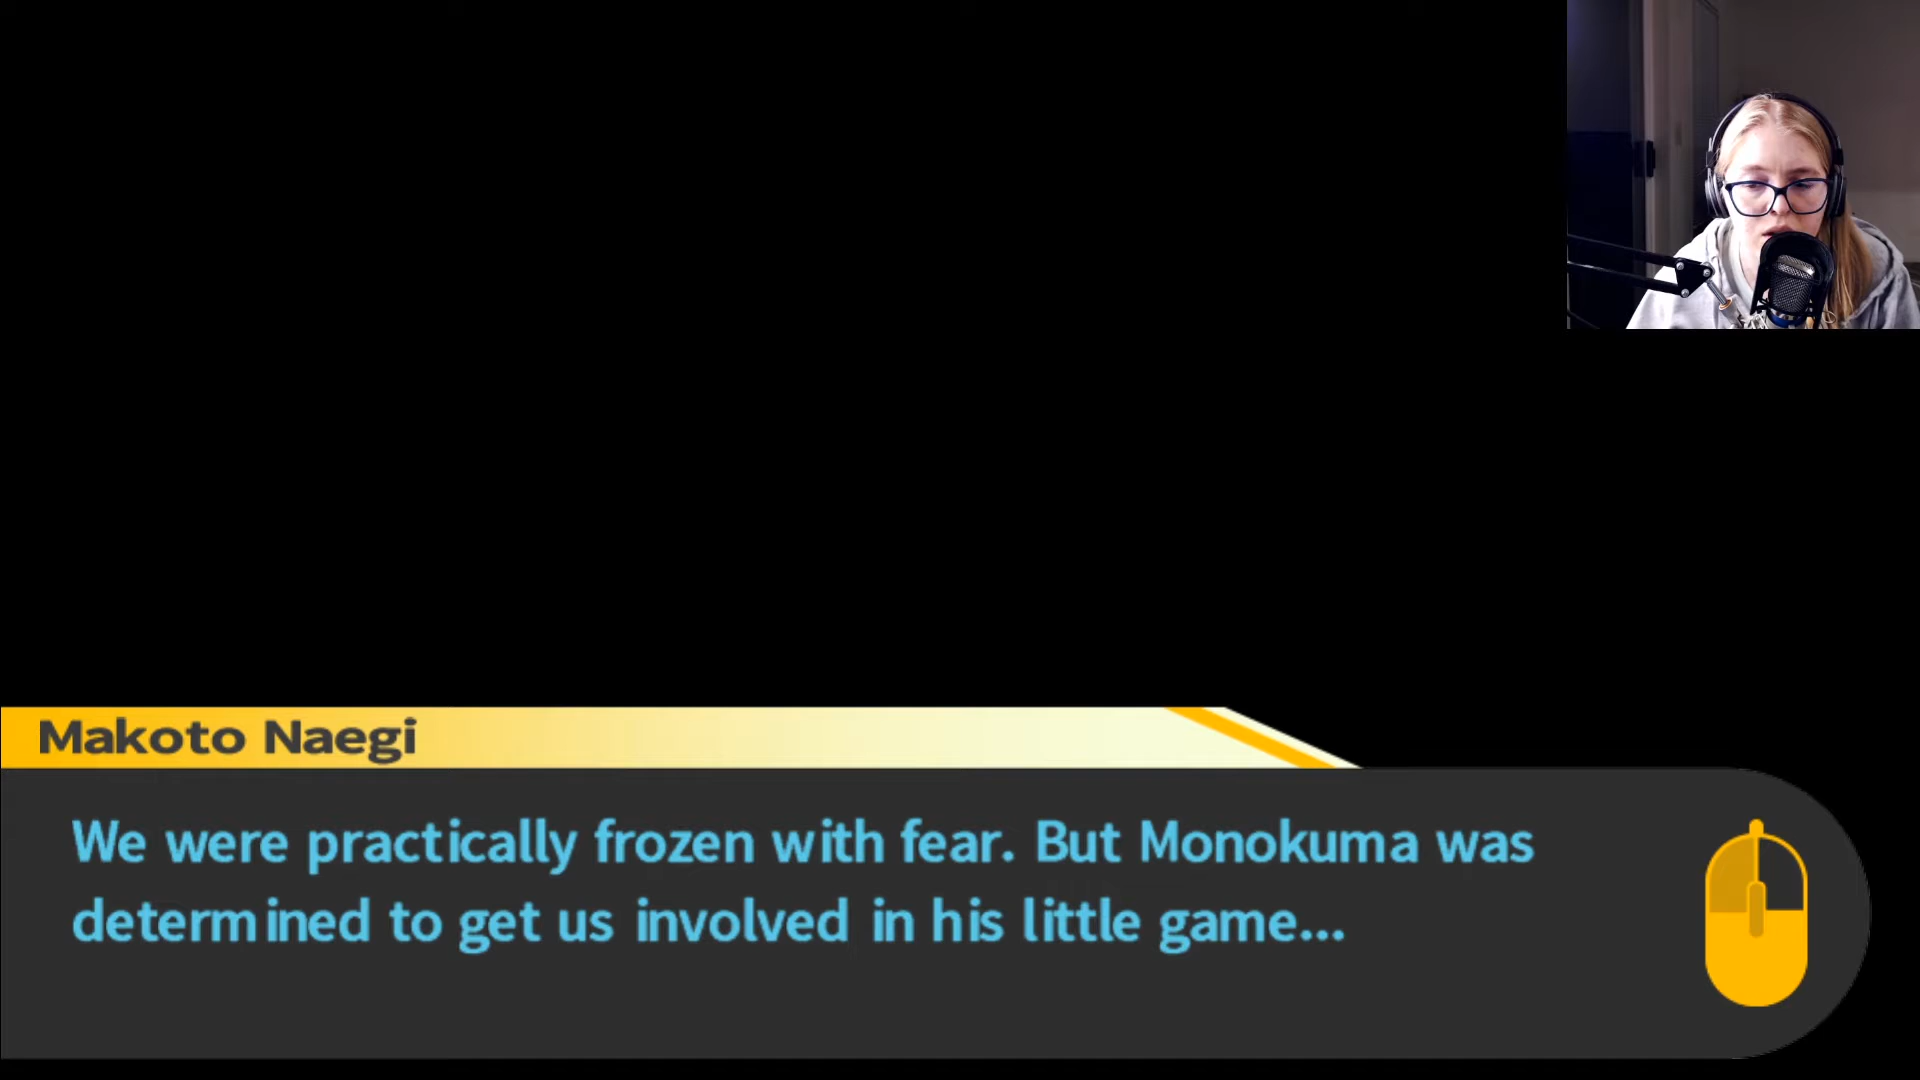 Makoto Naegi
We were practically frozen with fear. But Monokuma was
determined to get us involved in his little game...